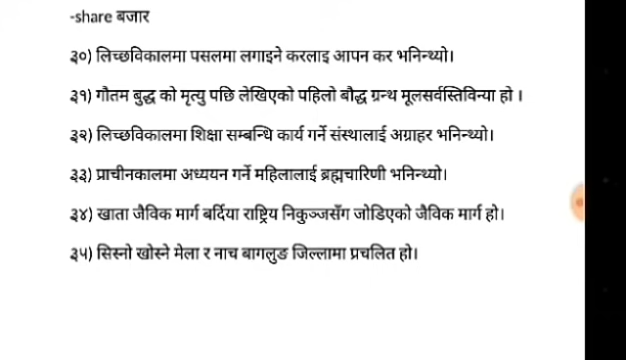 -share बजार
३०) लिच्छविकालमा पसलमा लगाइने करलाइ आपन कर भनिन्थ्यो।
३१) गौतम बुद्ध को मृत्यु पछि लेखिएको पहिलो बौद्ध ग्रन्थ मूलसर्वस्तिविन्या हो ।
३२) लिच्छविकालमा शिक्षा सम्बन्धि कार्य गर्ने संस्थालाई अग्राहर भनिन्थ्यो।
३३) प्राचीनकालमा अध्ययन गर्ने महिलालाई ब्रह्मचारिणी भनिन्थ्यो।
३४) खाता जैविक मार्ग बर्दिया राष्ट्रिय निकुञ्जसँग जोडिएको जैविक मार्ग हो।
३५) सिस्नो खोस्ने मेला र नाच बागलुङ जिल्लामा प्रचलित हो।